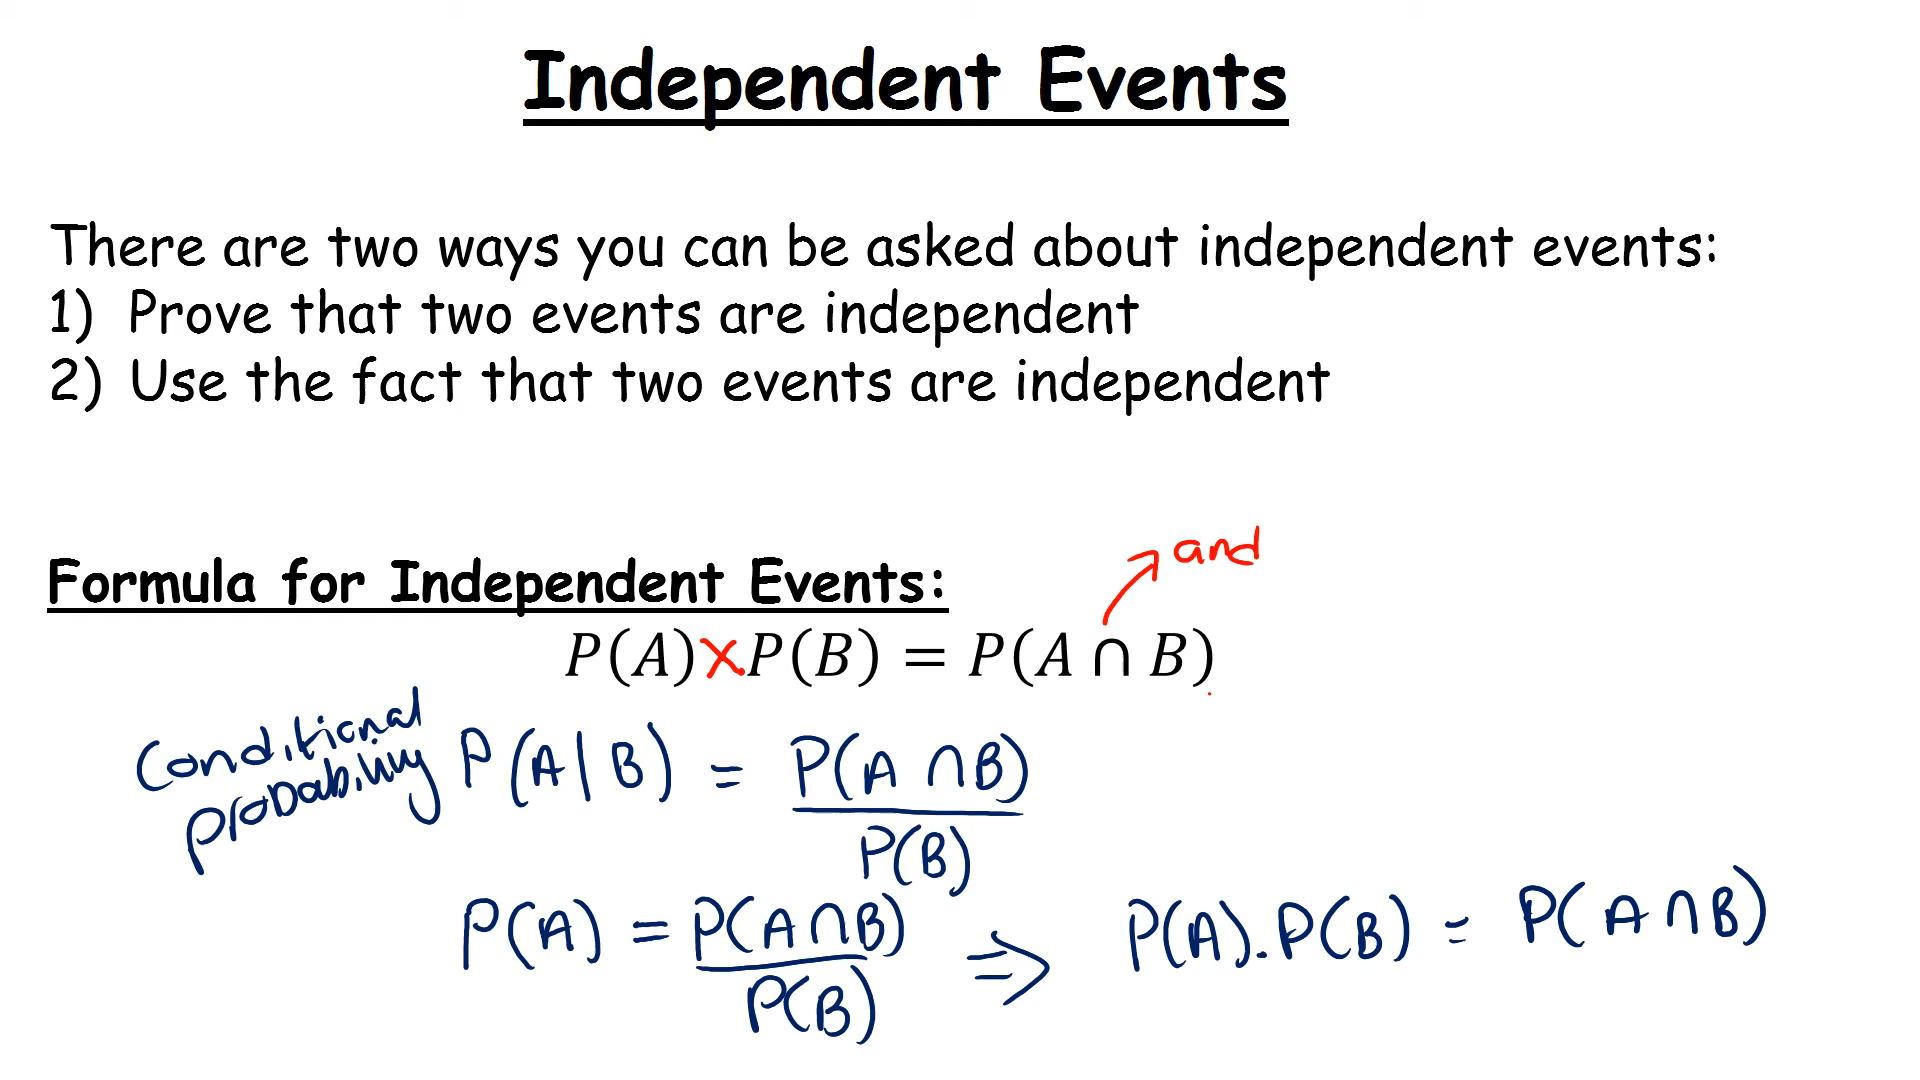 Independent Events
There are two ways you can be asked about independent events:
1) Prove that two events are independent
2) Use the fact that two events are independent
and
Formula for Independent Events:
P(A)×P(B) = P(A ∩ B)
Conditional
probability
P(A|B) = P(A ∩ B)
P(B)
P(A) = P(A ∩ B) ⇒ P(A).P(B) = P(A ∩ B)
P(B)